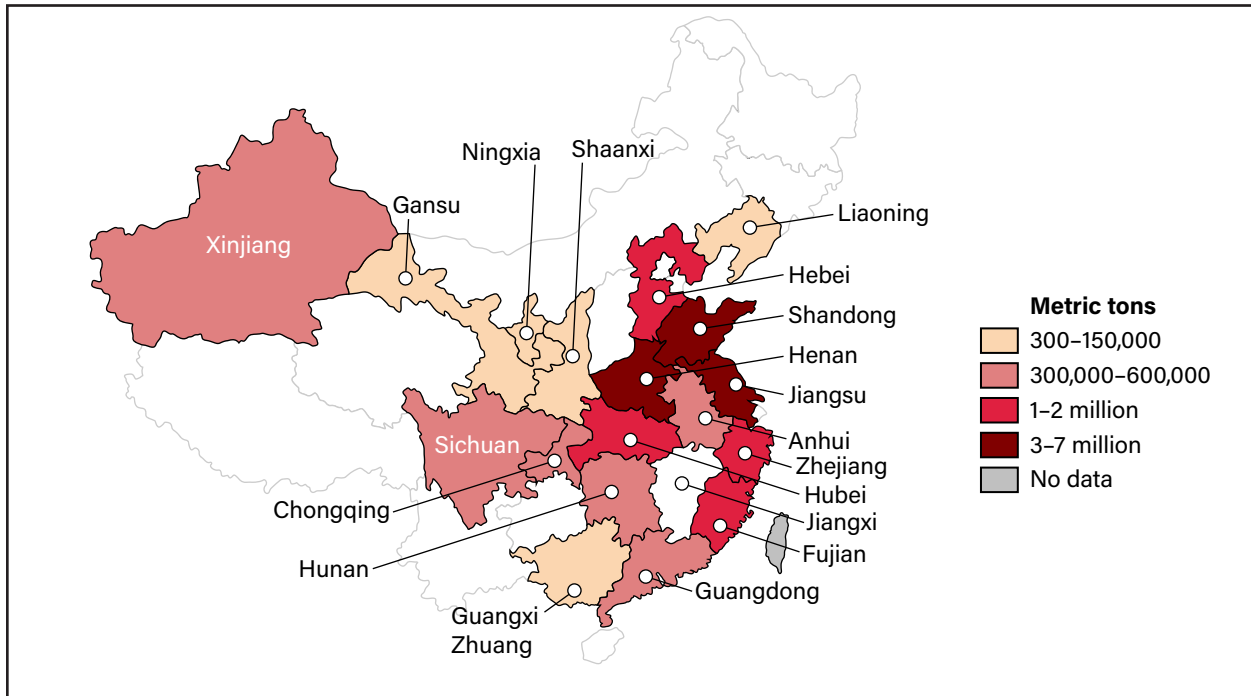 Ningxia
Shaanxi
Gansu
Liaoning
Xinjiang
Hebei
Shandong
Henan
Jiangsu
Sichuan
Anhui
Zhejiang
Hubei
Chongqing
Jiangxi
Fujian
Hunan
Guangdong
Guangxi
Zhuang
Metric tons
300–150,000
300,000–600,000
1–2 million
3–7 million
No data